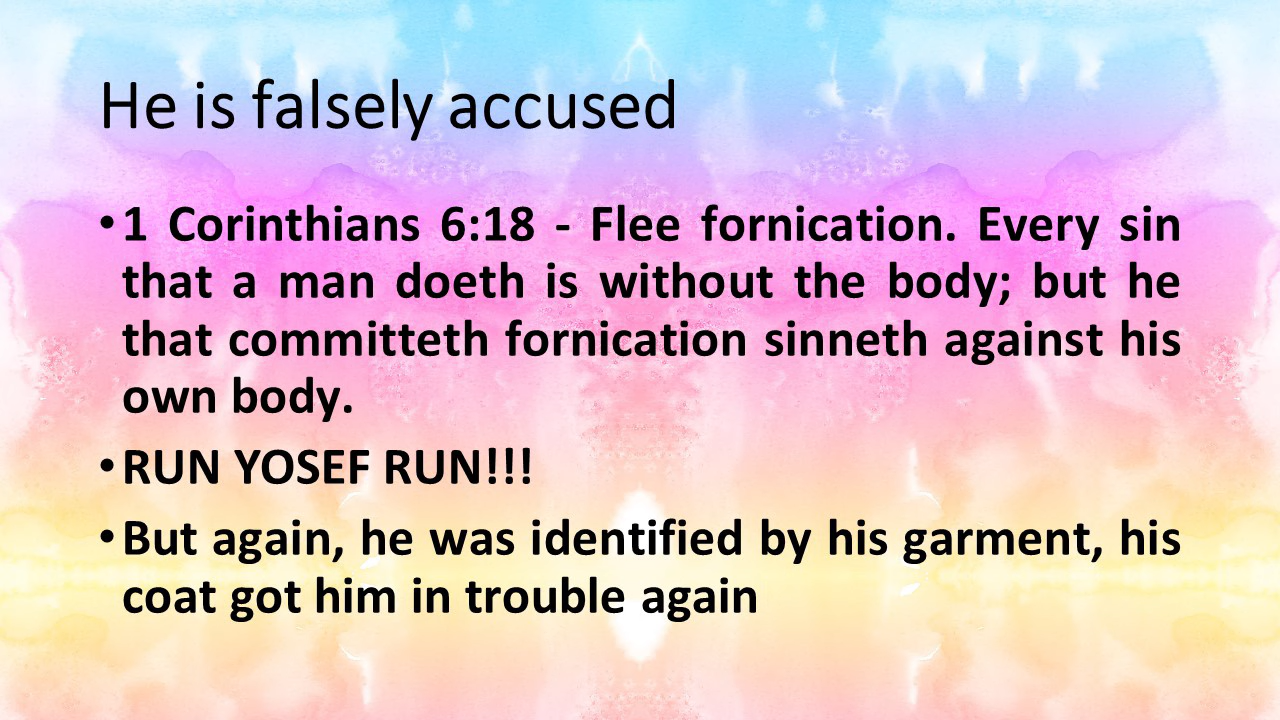 He is falsely accused
•1 Corinthians 6:18 - Flee fornication. Every sin
that a man doeth is without the body; but he
that committeth fornication sinneth against his
own body.
•RUN YOSEF RUN!!!
•But again, he was identified by his garment, his
coat got him in trouble again